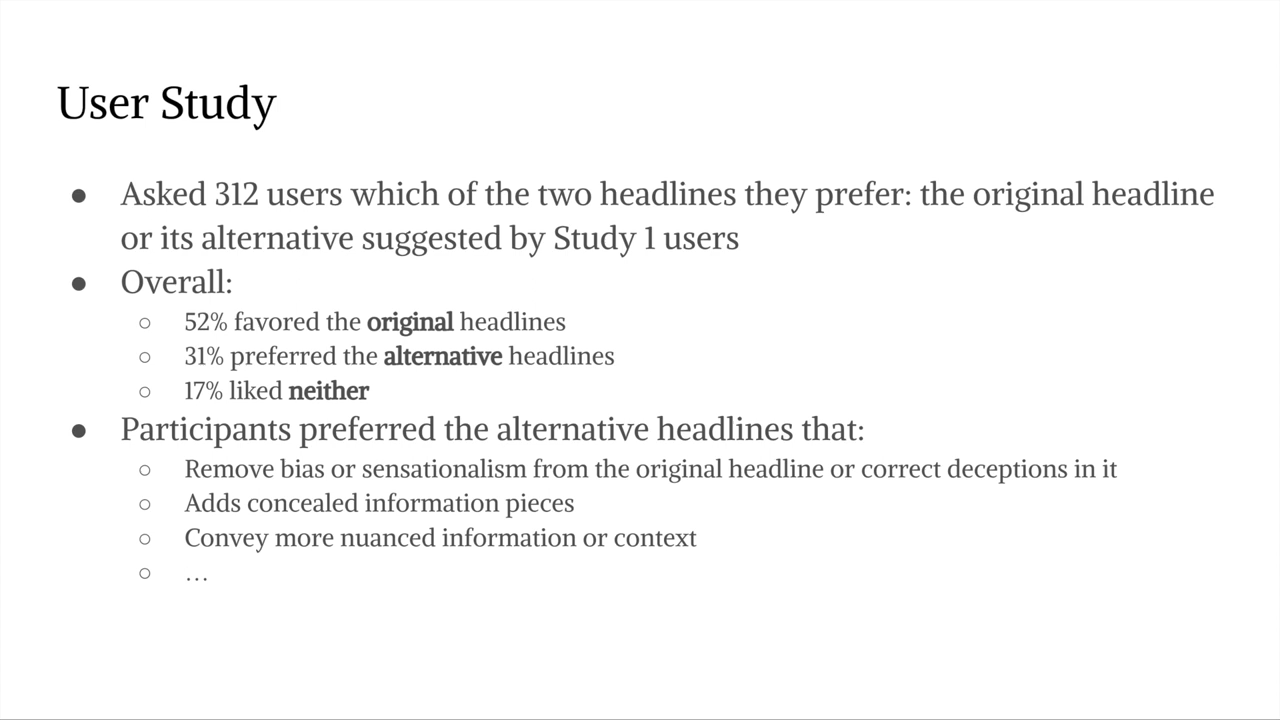 User Study
● Asked 312 users which of the two headlines they prefer: the original headline
or its alternative suggested by Study 1 users
● Overall:
○ 52% favored the original headlines
○ 31% preferred the alternative headlines
○ 17% liked neither
● Participants preferred the alternative headlines that:
○ Remove bias or sensationalism from the original headline or correct deceptions in it
○ Adds concealed information pieces
○ Convey more nuanced information or context
○ …